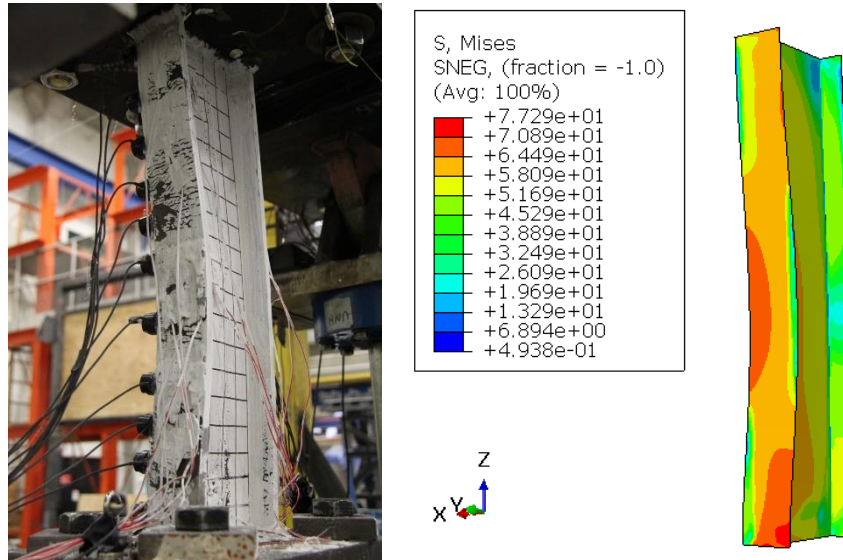 S, Mises
SNEG, (fraction = -1.0)
(Avg: 100%)
+7.729e+01
+7.089e+01
+6.449e+01
+5.809e+01
+5.169e+01
+4.529e+01
+3.889e+01
+3.249e+01
+2.609e+01
+1.969e+01
+1.329e+01
+6.894e+00
+4.938e-01
Z
Y
X